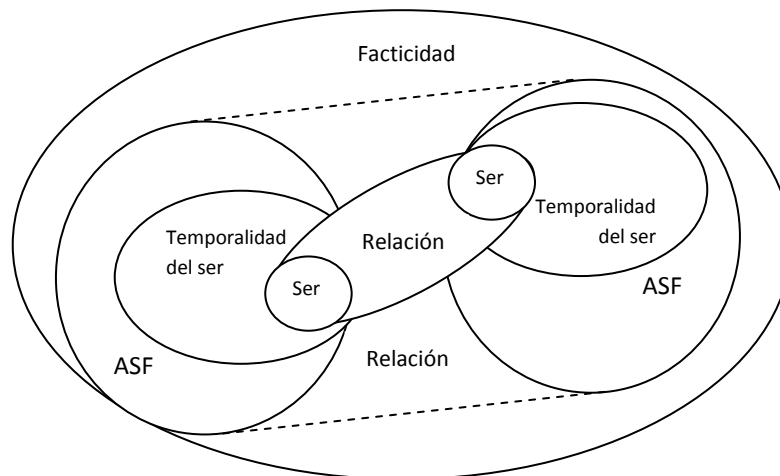 Facticidad
Ser
Temporalidad
del ser
Relación
Temporalidad
del ser
Ser
ASF
Relación
ASF